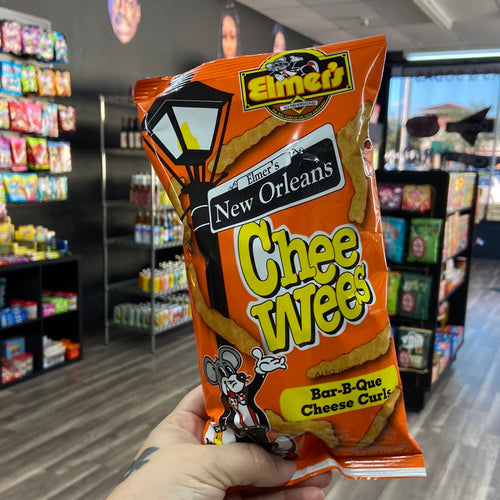 Elmer's
Elmer's
New Orleans
Chee
Wees
Bar-B-Que
Cheese Curls